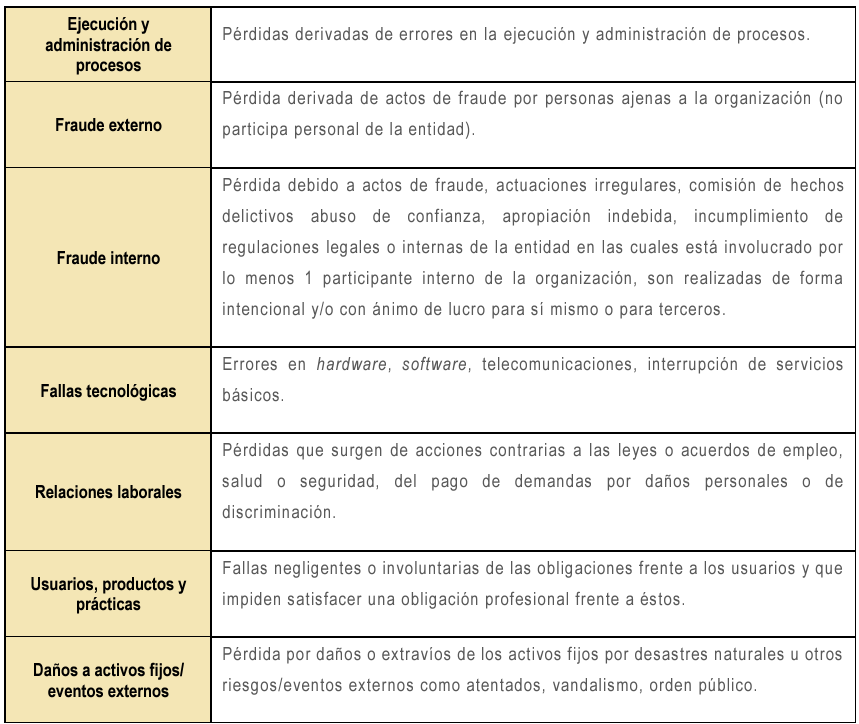 Ejecución y
administración de
procesos
Pérdidas derivadas de errores en la ejecución y administración de procesos.
Fraude externo
Pérdida derivada de actos de fraude por personas ajenas a la organización (no
participa personal de la entidad).
Fraude interno
Pérdida debido a actos de fraude, actuaciones irregulares, comisión de hechos
delictivos abuso de confianza, apropiación indebida, incumplimiento de
regulaciones legales o internas de la entidad en las cuales está involucrado por
lo menos 1 participante interno de la organización, son realizadas de forma
intencional y/o con ánimo de lucro para sí mismo o para terceros.
Fallas tecnológicas
Errores en hardware, software, telecomunicaciones, interrupción de servicios
básicos.
Relaciones laborales
Pérdidas que surgen de acciones contrarias a las leyes o acuerdos de empleo,
salud o seguridad, del pago de demandas por daños personales o de
discriminación.
Usuarios, productos y
prácticas
Fallas negligentes o involuntarias de las obligaciones frente a los usuarios y que
impiden satisfacer una obligación profesional frente a éstos.
Daños a activos fijos/
eventos externos
Pérdida por daños o extravíos de los activos fijos por desastres naturales u otros
riesgos/eventos externos como atentados, vandalismo, orden público.